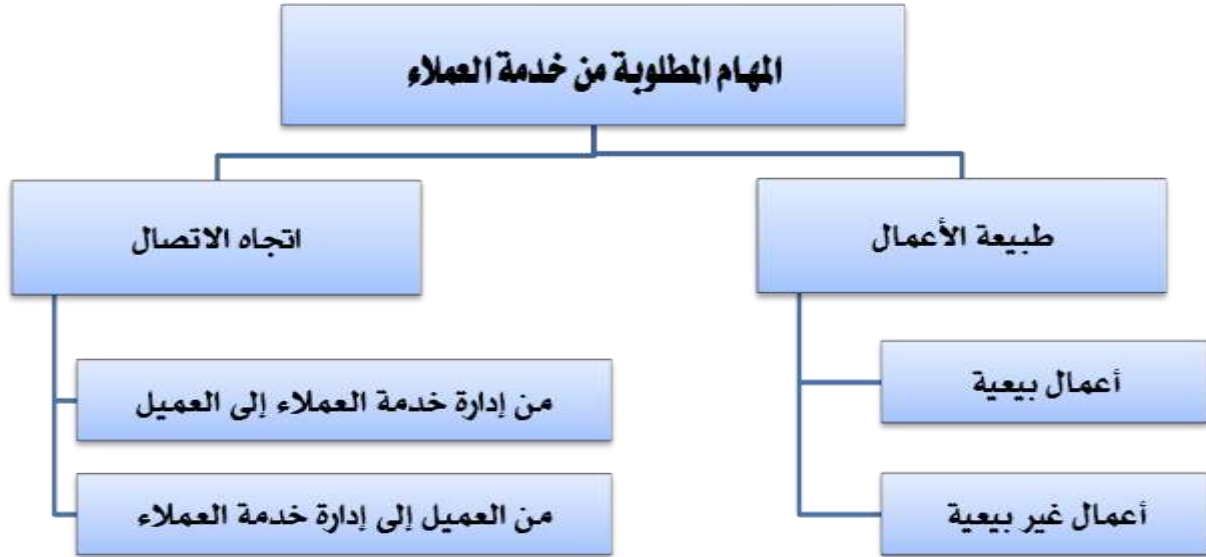 المهام المطلوبة من خدمة العملاء
طبيعة الأعمال
أعمال بيعية
أعمال غير بيعية
اتجاه الاتصال
من إدارة خدمة العملاء إلى العميل
من العميل إلى إدارة خدمة العملاء